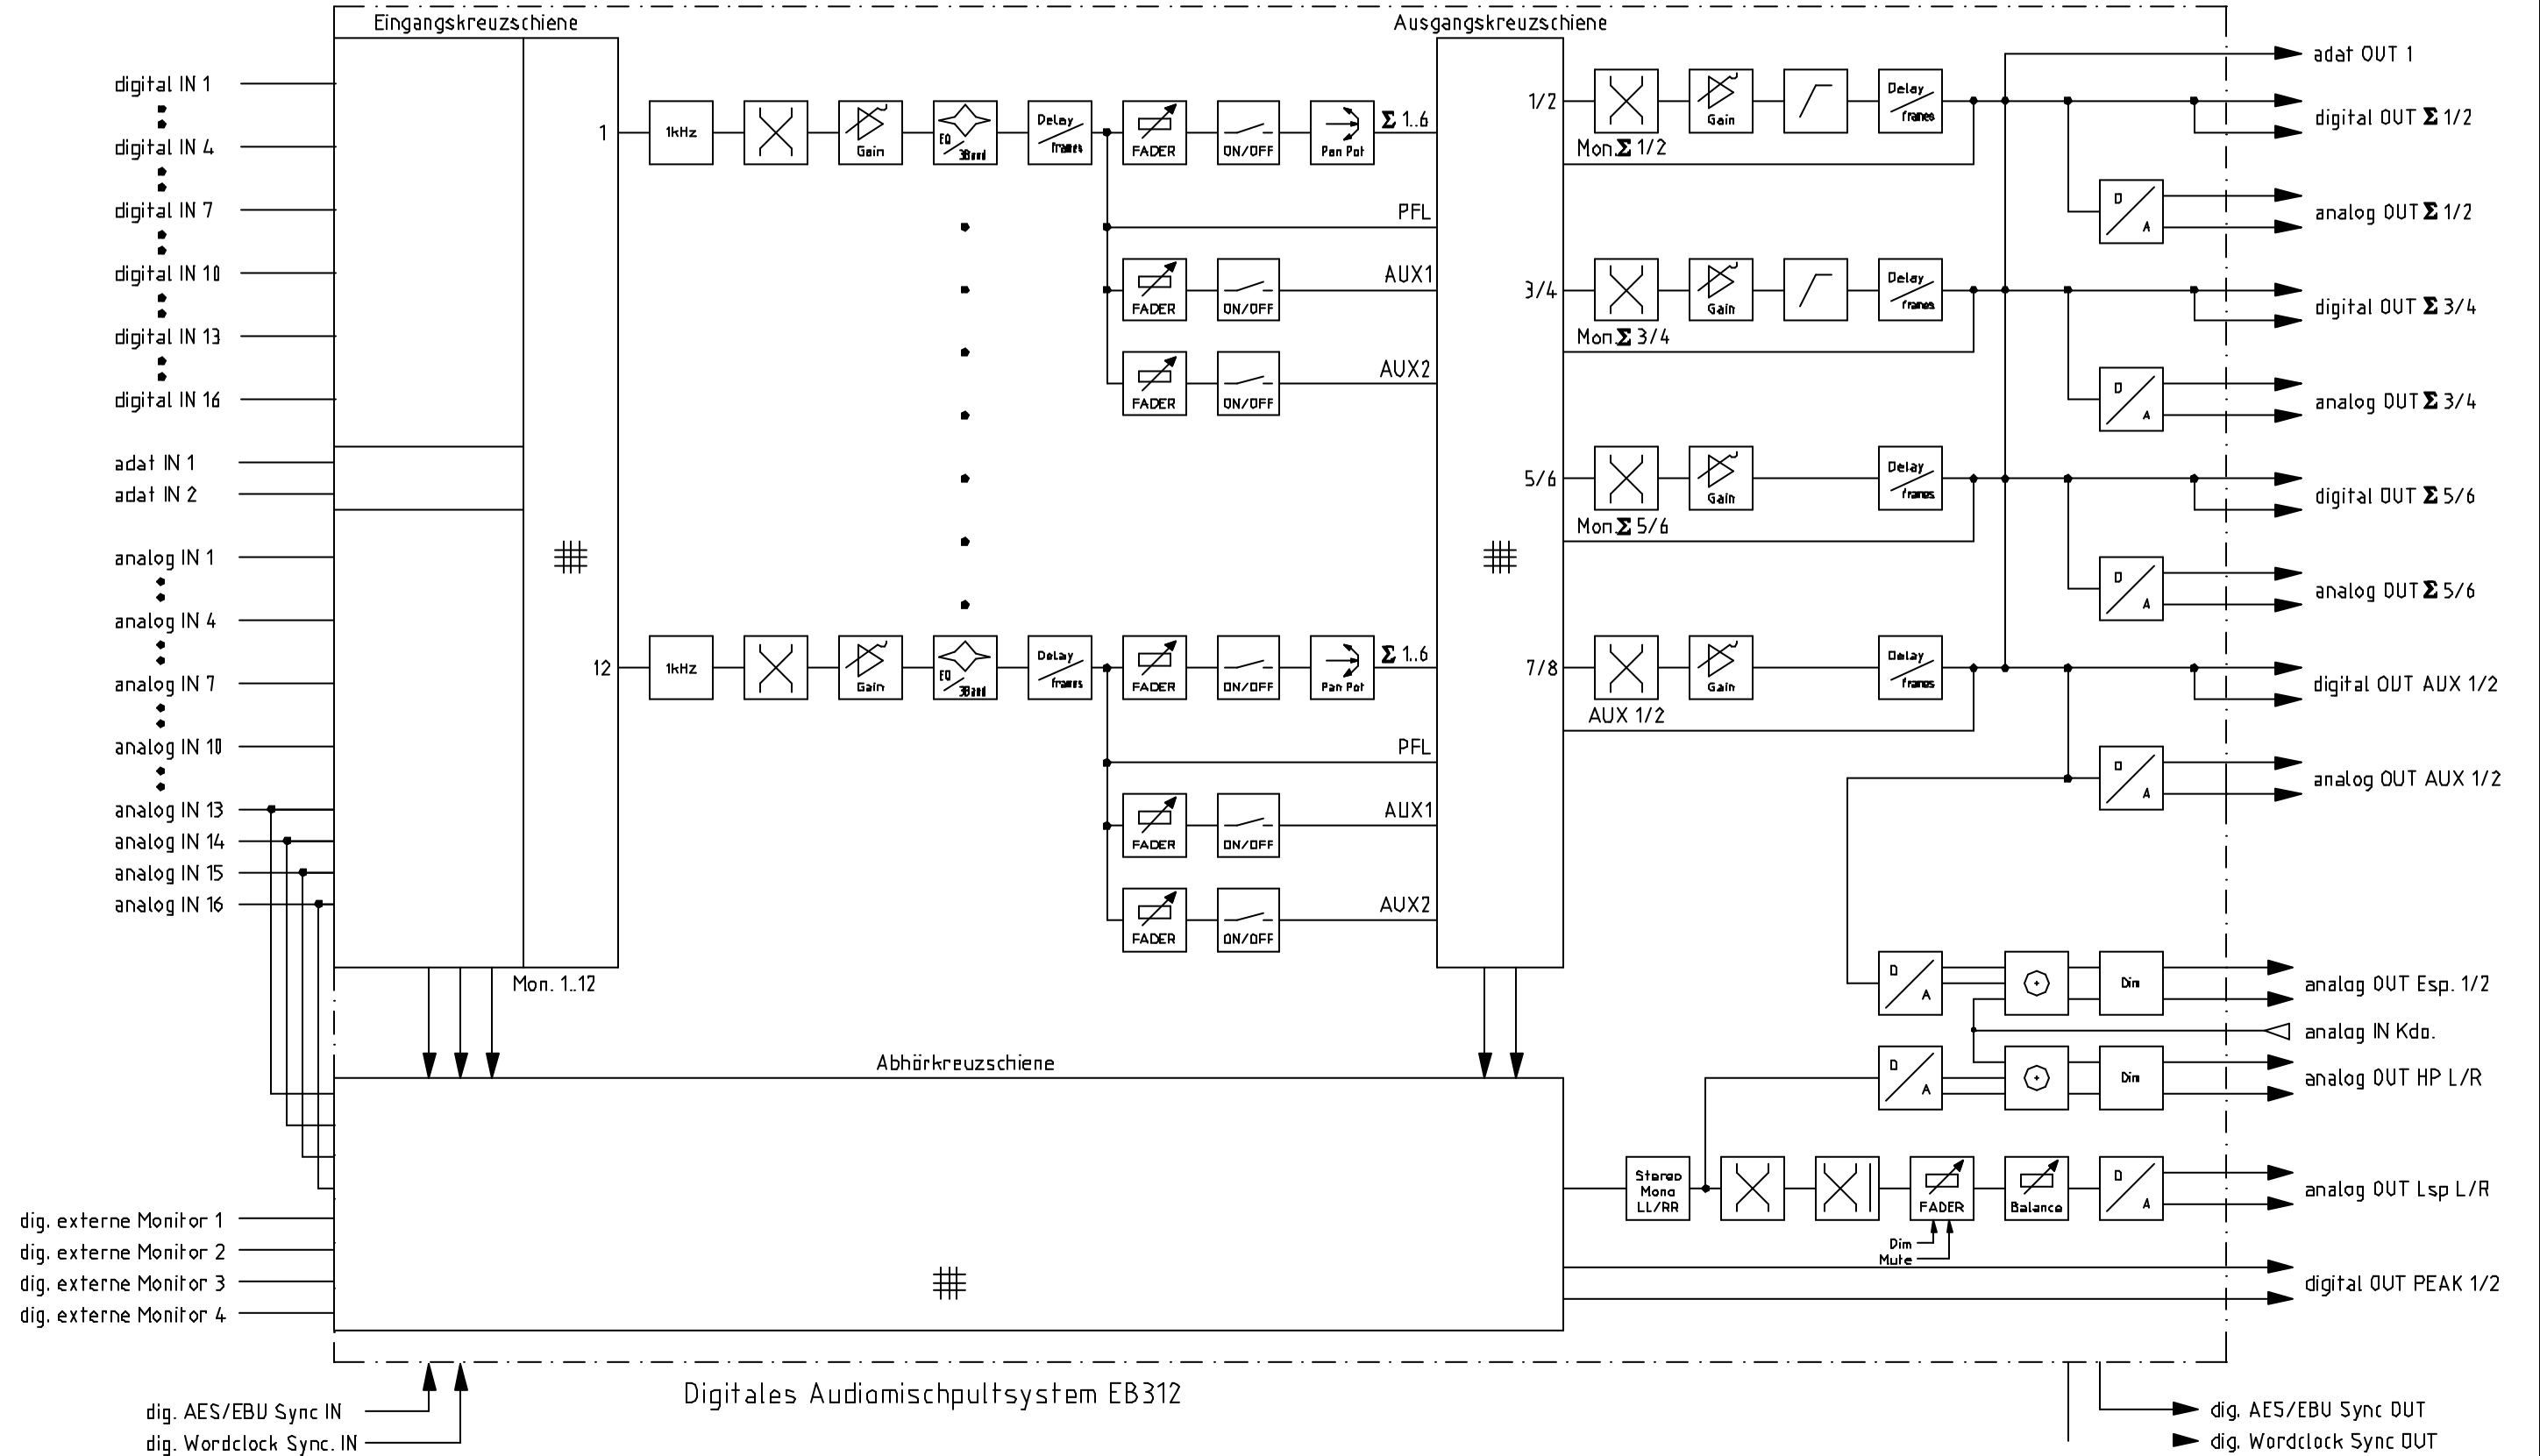 Eingangskreuzschiene
Ausgangskreuzschiene
digital IN 1
digital IN 4
digital IN 7
digital IN 10
digital IN 13
digital IN 16
adat IN 1
adat IN 2
analog IN 1
analog IN 4
analog IN 7
analog IN 10
analog IN 13
analog IN 14
analog IN 15
analog IN 16
dig. externe Monitor 1
dig. externe Monitor 2
dig. externe Monitor 3
dig. externe Monitor 4
dig. AES/EBU Sync IN
dig. Wordclock Sync. IN
Mon. 1..12
1
1kHz
Gain
EQ
3Band
Delay
frames
FADER
ON/OFF
Pan Pot
Σ 1..6
PFL
FADER
ON/OFF
AUX1
FADER
ON/OFF
AUX2
12
1kHz
Gain
EQ
3Band
Delay
frames
FADER
ON/OFF
Pan Pot
Σ 1..6
PFL
FADER
ON/OFF
AUX1
FADER
ON/OFF
AUX2
1/2
Gain
Delay
frames
Mon.Σ 1/2
3/4
Gain
Delay
frames
Mon.Σ 3/4
5/6
Gain
Delay
frames
Mon.Σ 5/6
7/8
Gain
Delay
frames
AUX 1/2
D
A
D
A
D
A
D
A
adat OUT 1
digital OUT Σ 1/2
analog OUT Σ 1/2
digital OUT Σ 3/4
analog OUT Σ 3/4
digital OUT Σ 5/6
analog OUT Σ 5/6
digital OUT AUX 1/2
analog OUT AUX 1/2
D
A
Dim
analog OUT Esp. 1/2
analog IN Kdo.
D
A
Dim
analog OUT HP L/R
Abhörkreuzschiene
Stereo
Mono
LL/RR
FADER
Dim
Mute
Balance
D
A
analog OUT Lsp L/R
digital OUT PEAK 1/2
Digitales Audiomischpultsystem EB312
dig. AES/EBU Sync OUT
dig. Wordclock Sync OUT